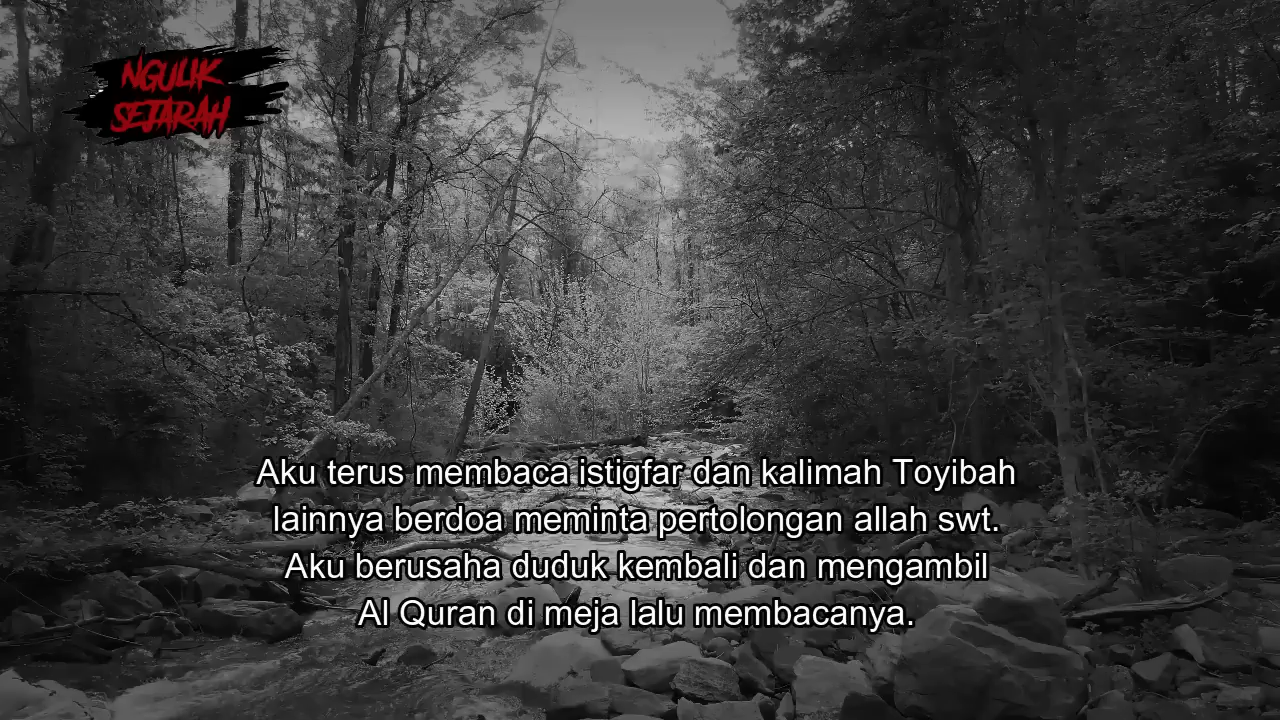 NGULIK
SEJARAH
Aku terus membaca istigfar dan kalimah Toyibah
lainnya berdoa meminta pertolongan allah swt.
Aku berusaha duduk kembali dan mengambil
Al Quran di meja lalu membacanya.